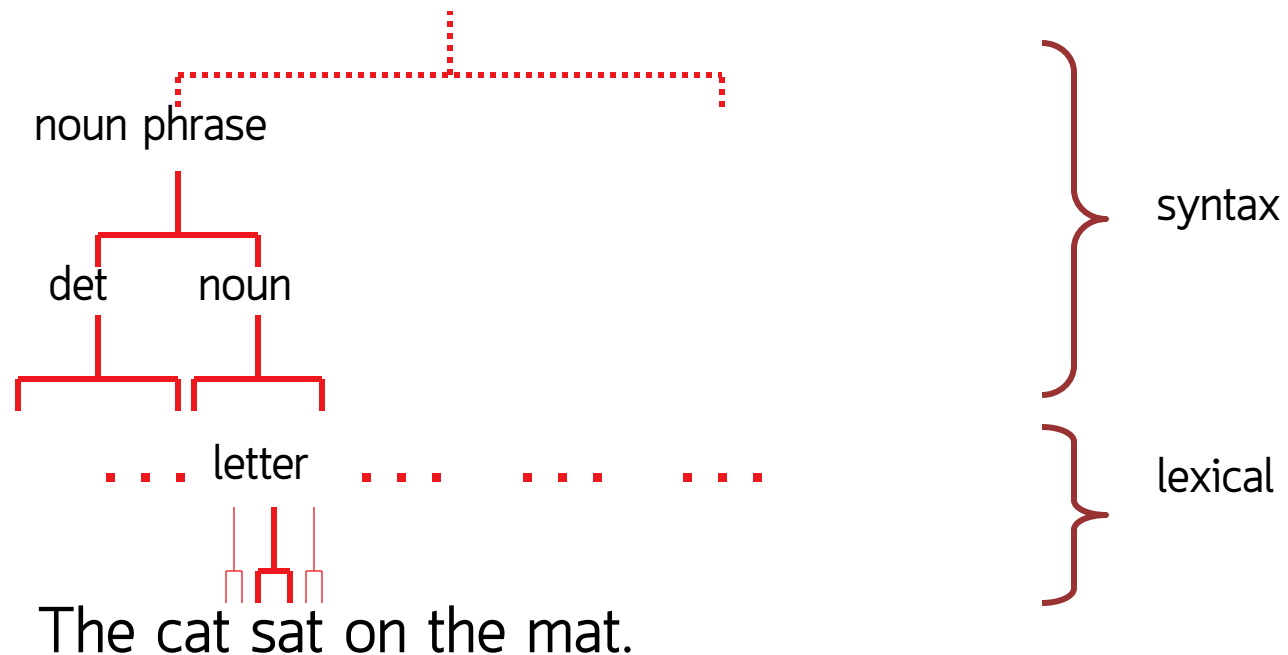 noun phrase
syntax
det noun
letter
lexical
The cat sat on the mat.